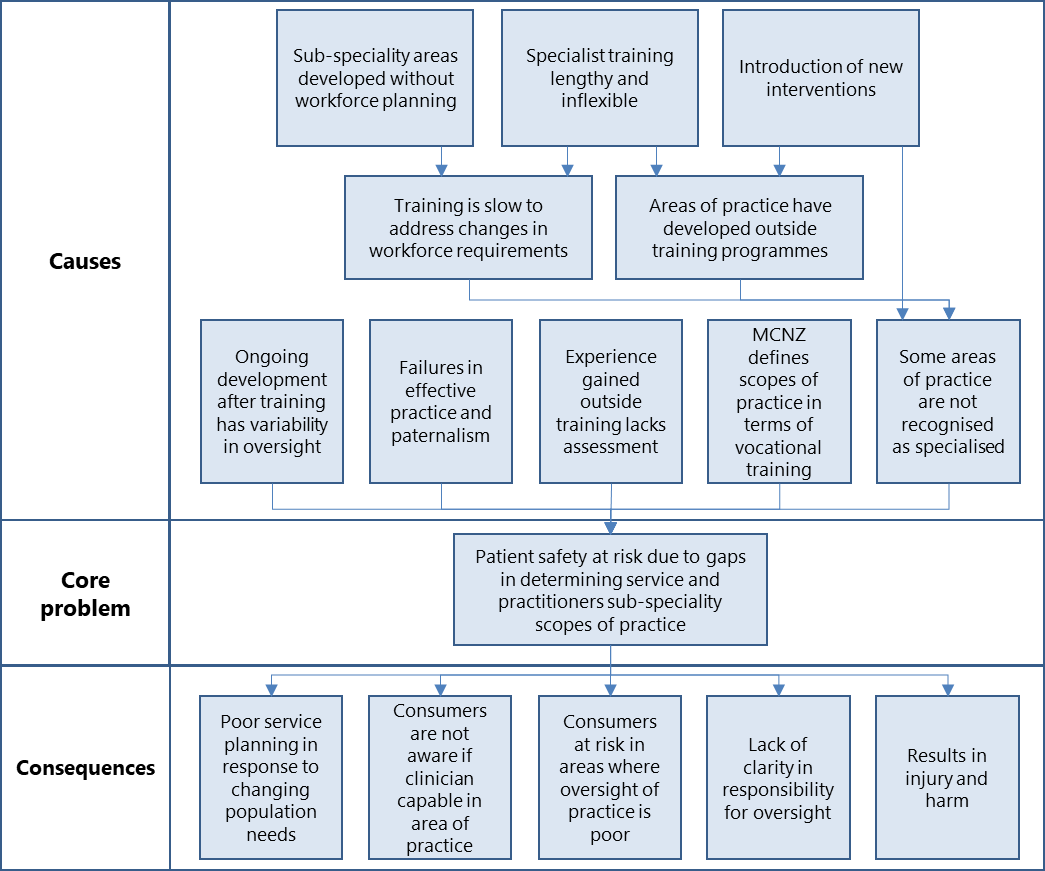 Causes
Sub-speciality areas
developed without
workforce planning
Specialist training
lengthy and
inflexible
Introduction of new
interventions
Training is slow to
address changes in
workforce requirements
Areas of practice have
developed outside
training programmes
Ongoing
development
after training
has variability
in oversight
Failures in
effective
practice and
paternalism
Experience
gained
outside
training lacks
assessment
MCNZ
defines
scopes of
practice in
terms of
vocational
training
Some areas
of practice
are not
recognised
as specialised
Core
problem
Patient safety at risk due to gaps
in determining service and
practitioners sub-speciality
scopes of practice
Consequences
Poor service
planning in
response to
changing
population
needs
Consumers
are not
aware if
clinician
capable in
area of
practice
Consumers
at risk in
areas where
oversight of
practice is
poor
Lack of
clarity in
responsibility
for oversight
Results in
injury and
harm